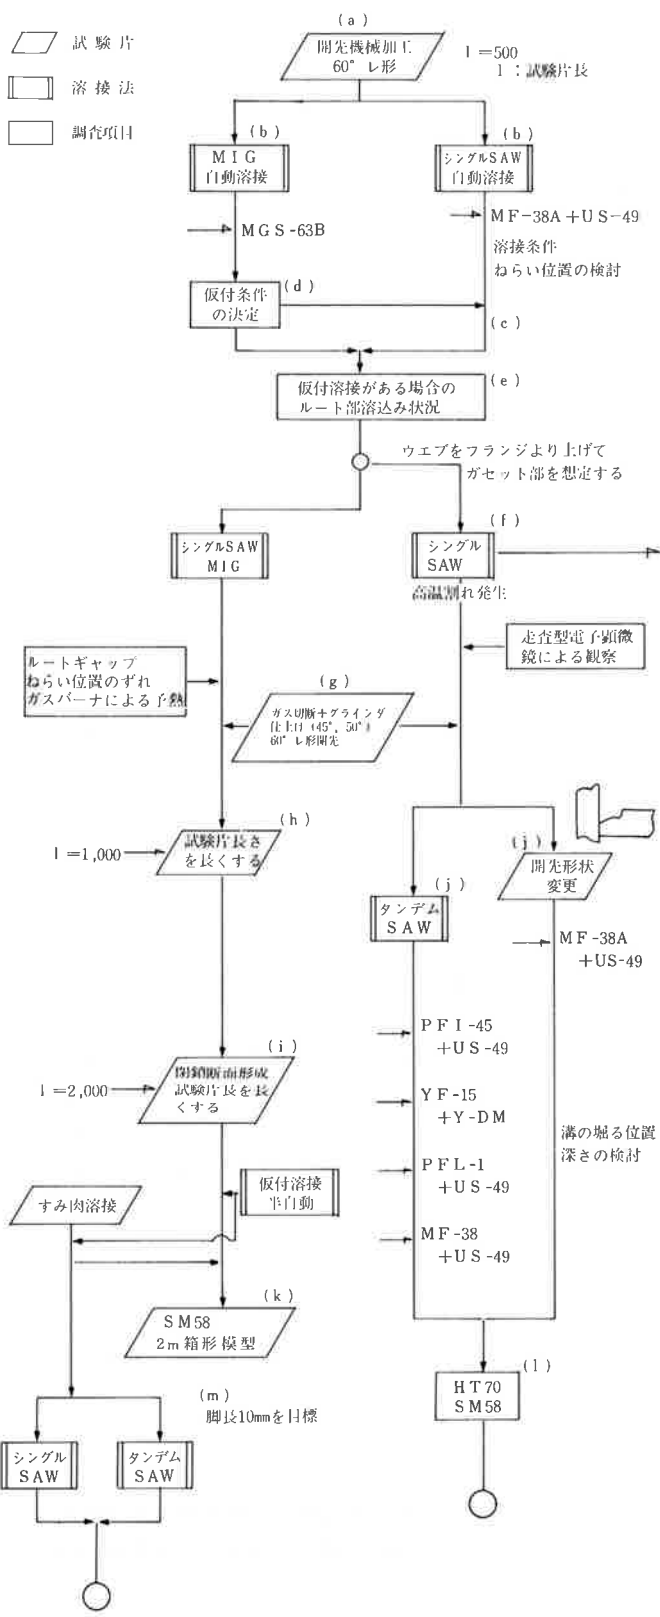 試験片
溶接法
調査項目
(a)
開先機械加工
60°レ形
l=500
l:試験片長
(b)
MIG
自動溶接
(b)
シングルSAW
自動溶接
MGS-63B
MF-38A+US-49
溶接条件
ねらい位置の検討
(d)
仮付条件
の決定
(c)
(e)
仮付溶接がある場合の
ルート部溶込み状況
ウエブをフランジより上げて
ガセット部を想定する
シングルSAW
MIG
(f)
シングル
SAW
高温割れ発生
走査型電子顕微
鏡による観察
ルートギャップ
ねらい位置のずれ
ガスバーナによる予熱
(g)
ガス切断+グラインダ
仕上げ(45°,50°)
60°レ形開先
(h)
試験片長さ
を長くする
l=1,000
(j)
開先形状
変更
(j)
タンデム
SAW
MF-38A
+US-49
PFI-45
+US-49
(i)
閉鎖断面形成
試験片長を長
くする
l=2,000
YF-15
+Y-DM
溝の堀る位置
深さの検討
PFL-1
+US-49
仮付溶接
半自動
すみ肉溶接
MF-38
+US-49
(k)
SM58
2m箱形模型
(l)
HT70
SM58
(m)
脚長10mmを目標
シングル
SAW
タンデム
SAW